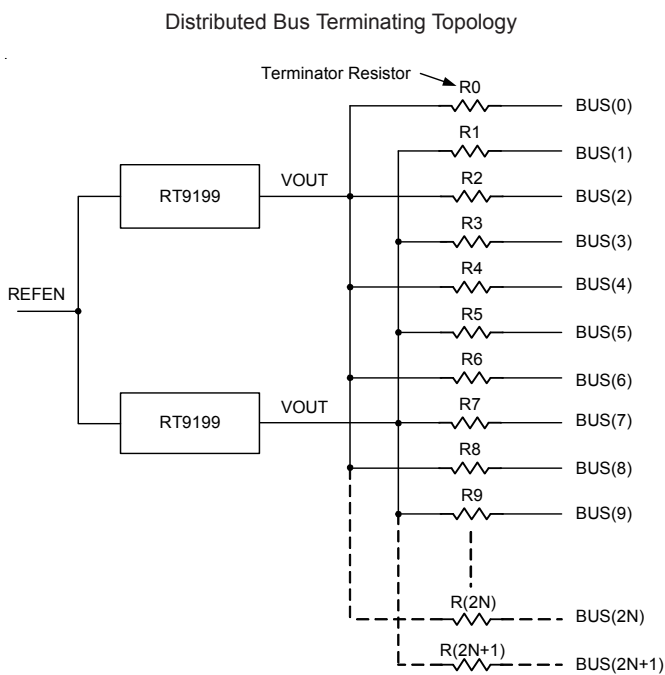 Distributed Bus Terminating Topology
Terminator Resistor
R0
BUS(0)
R1
BUS(1)
RT9199
VOUT
R2
BUS(2)
R3
BUS(3)
REFEN
R4
BUS(4)
R5
BUS(5)
R6
BUS(6)
RT9199
VOUT
R7
BUS(7)
R8
BUS(8)
R9
BUS(9)
R(2N)
BUS(2N)
R(2N+1)
BUS(2N+1)